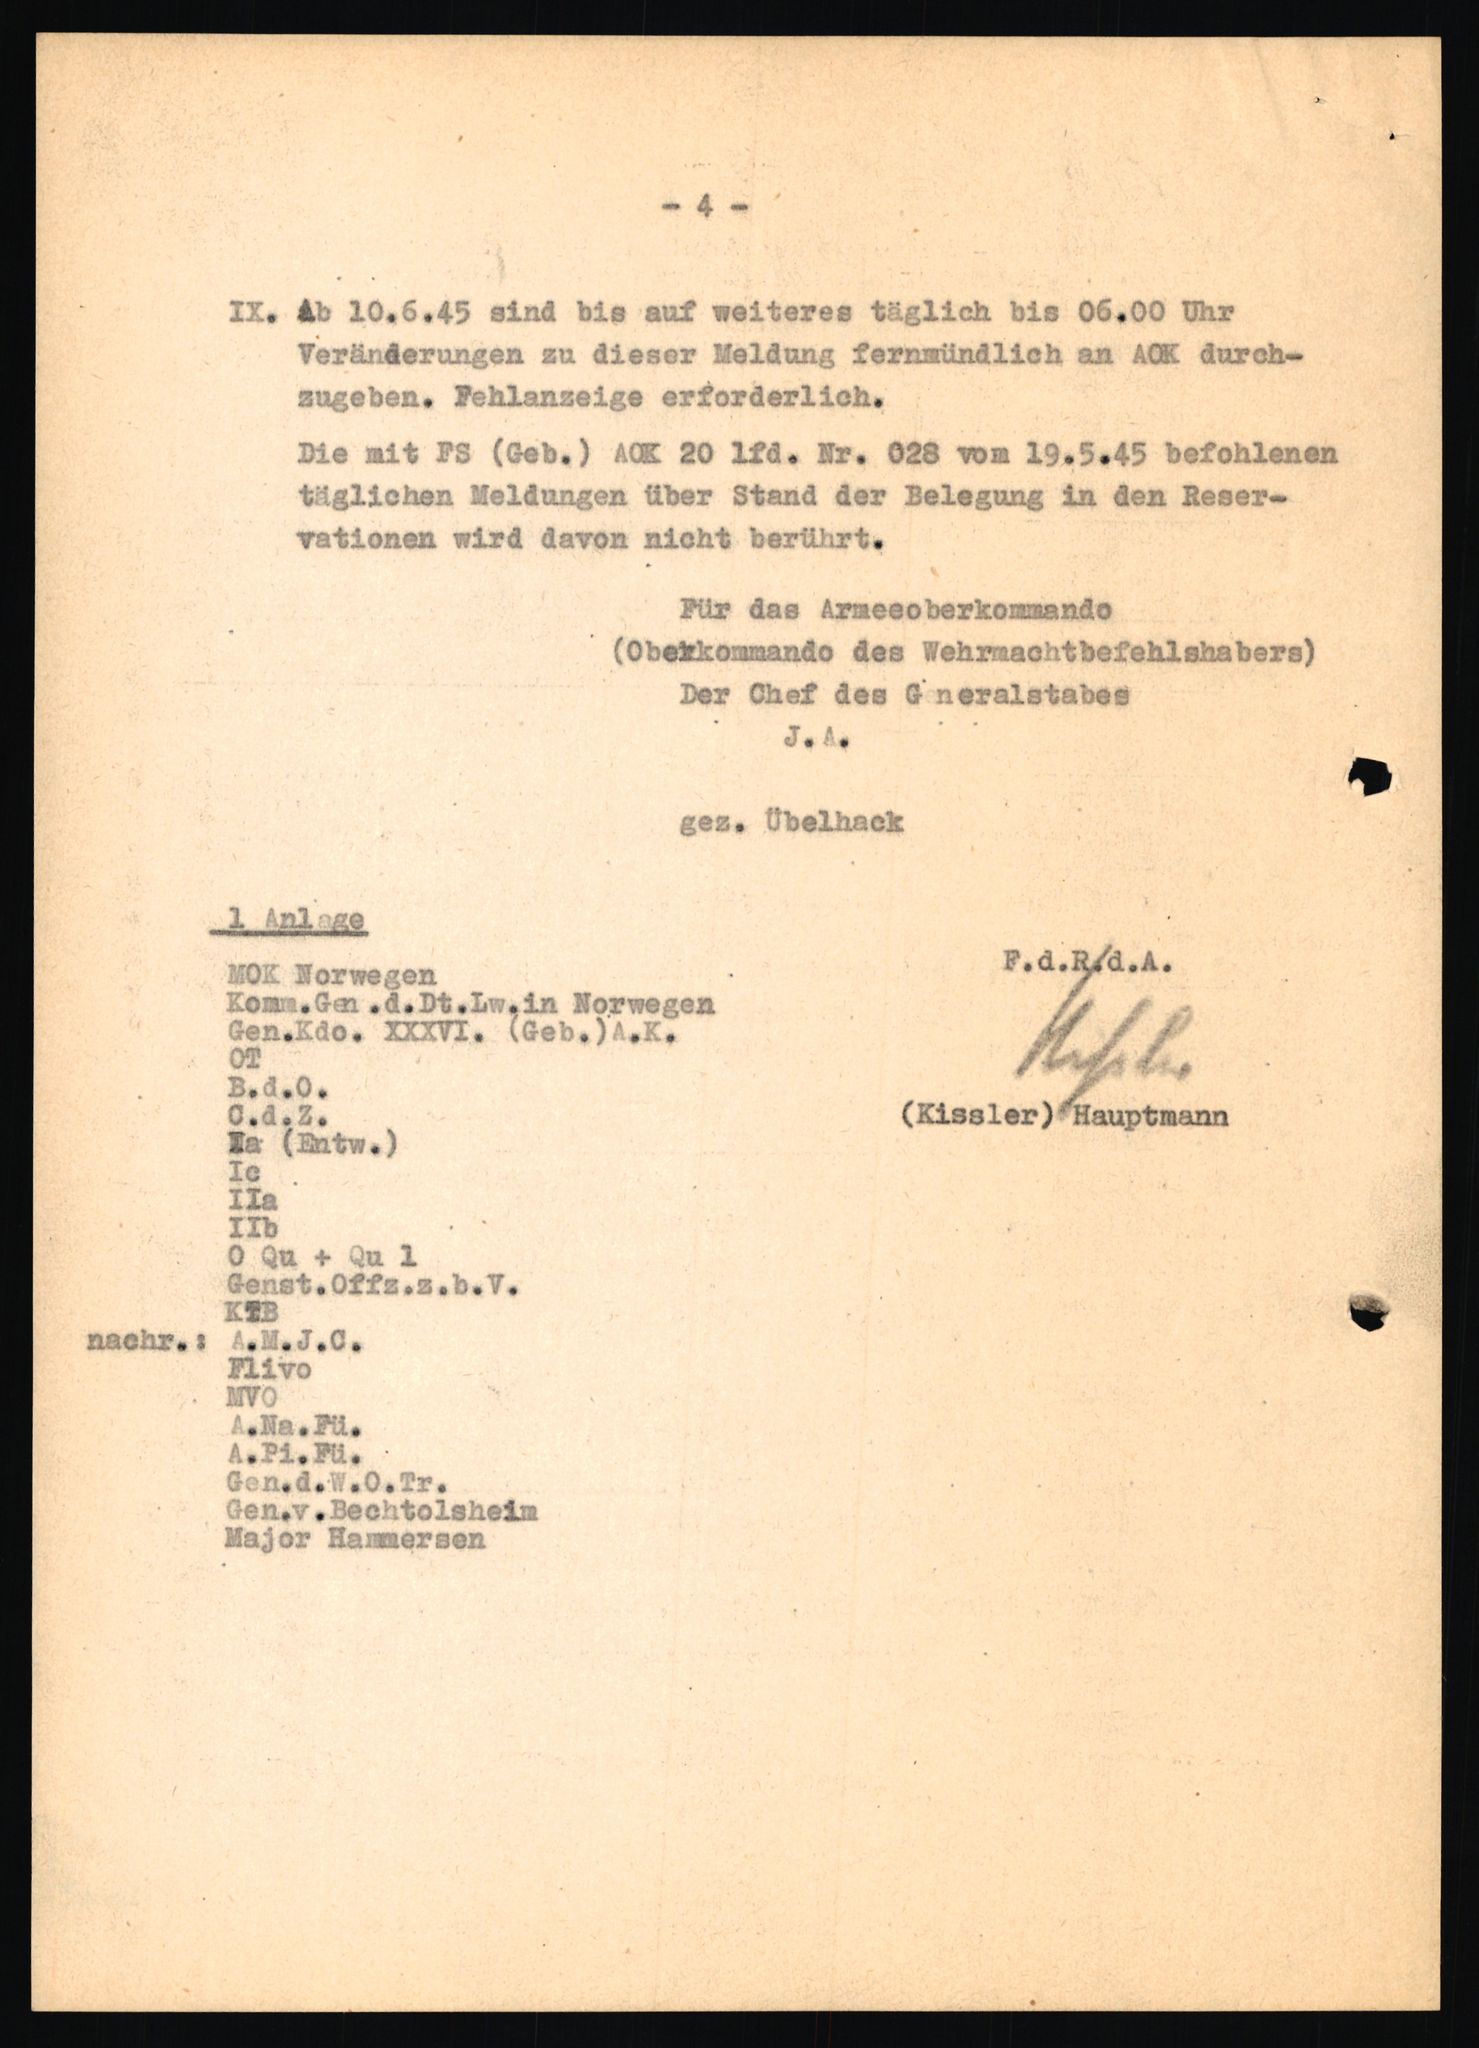 - 4 -
IX. Ab 10.6.45 sind bis auf weiteres täglich bis 06.00 Uhr
Veränderungen zu dieser Meldung fernmündlich an AOK durch-
zugeben. Fehlanzeige erforderlich.
Die mit FS (Geb.) AOK 20 lfd. Nr. 028 vom 19.5.45 befohlenen
täglichen Meldungen über Stand der Belegung in den Reser-
vationen wird davon nicht berührt.
Für das Armeeoberkommando
(Oberkommando des Wehrmachtbefehlshabers)
Der Chef des Generalstabes
J.A.
gez. Übelhack
1 Anlage
F.d.R.d.A.
MOK Norwegen
Komm.Gen.d.Dt.Lw.in Norwegen
Gen.Kdo. XXXVI. (Geb.)A.K.
OT
B.d.O.
C.d.Z.
(Kissler) Hauptmann
(Entw.)
Ic
IIa
IIb
O Qu + Qu 1
Genst.Offz.z.b.V.
KTB
nachr.: A.M.J.C.
Flivo
MVO
A.Na.Fü.
A.Pi.Fü.
Gen.d.W.O.Tr.
Gen.v.Bechtolsheim
Major Hammersen